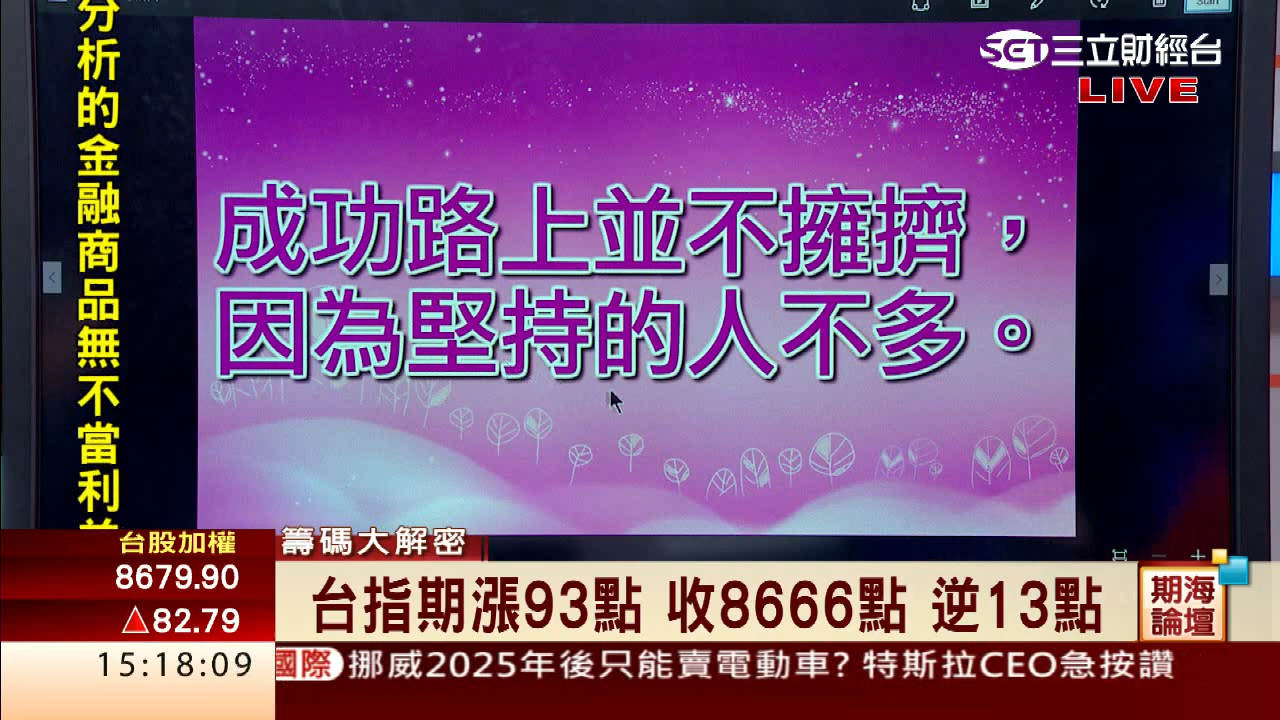 Start
分析的金融商品無不當利益
SET三立財經台
LIVE
成功路上並不擁擠，
因為堅持的人不多。
籌碼大解密
台股加權
8679.90
▲82.79
台指期漲93點 收8666點 逆13點
期海
論壇
15:18:09
國際 挪威2025年後只能賣電動車? 特斯拉CEO急按讚